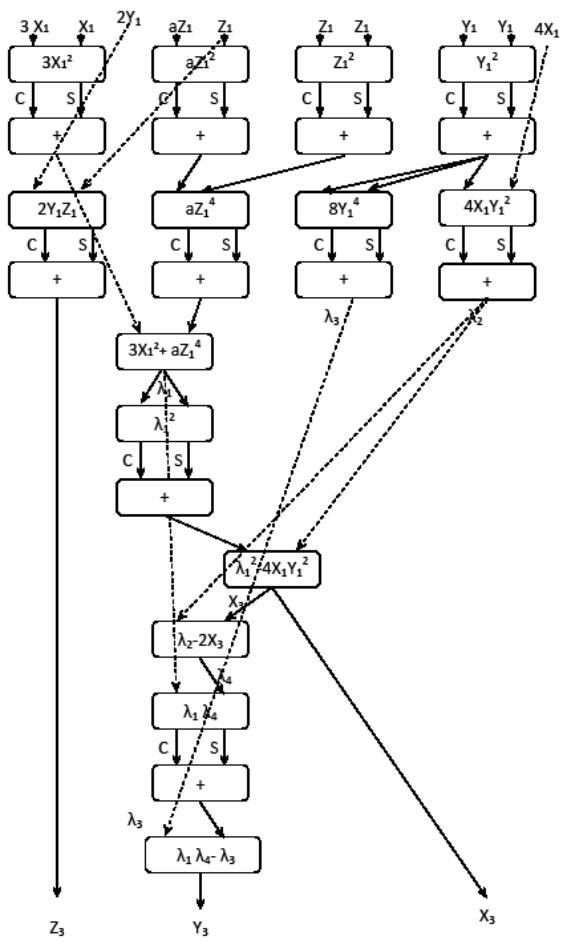 3 X₁ X₁ 2Y₁ aZ₁ Z₁ Z₁ Z₁ Y₁ Y₁ 4X₁
3X₁² aZ₁² Z₁² Y₁²
C S C S C S C S
+ + + +
2Y₁Z₁ aZ₁⁴ 8Y₁⁴ 4X₁Y₁²
C S C S C S C S
+ + + +
λ₃ λ₂
3X₁²+ aZ₁⁴
λ₁
λ₁²
C S
+
λ₁²-4X₁Y₁²
X₃
λ₂-2X₃
λ₄
λ₁ λ₄
C S
+
λ₃
λ₁ λ₄- λ₃
Z₃ Y₃ X₃